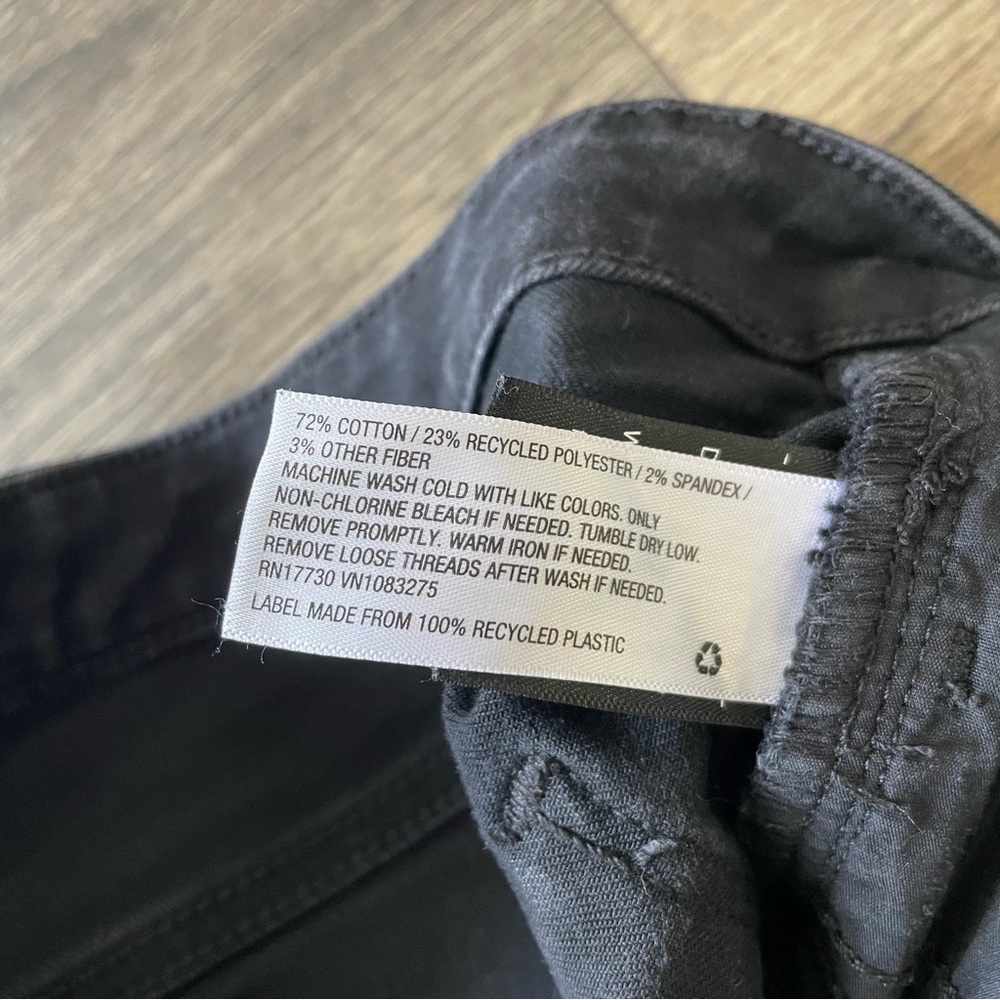 72% COTTON / 23% RECYCLED POLYESTER / 2% SPANDEX /
3% OTHER FIBER
MACHINE WASH COLD WITH LIKE COLORS. ONLY
NON-CHLORINE BLEACH IF NEEDED. TUMBLE DRY LOW.
REMOVE PROMPTLY. WARM IRON IF NEEDED.
REMOVE LOOSE THREADS AFTER WASH IF NEEDED.
RN17730 VN1083275
LABEL MADE FROM 100% RECYCLED PLASTIC